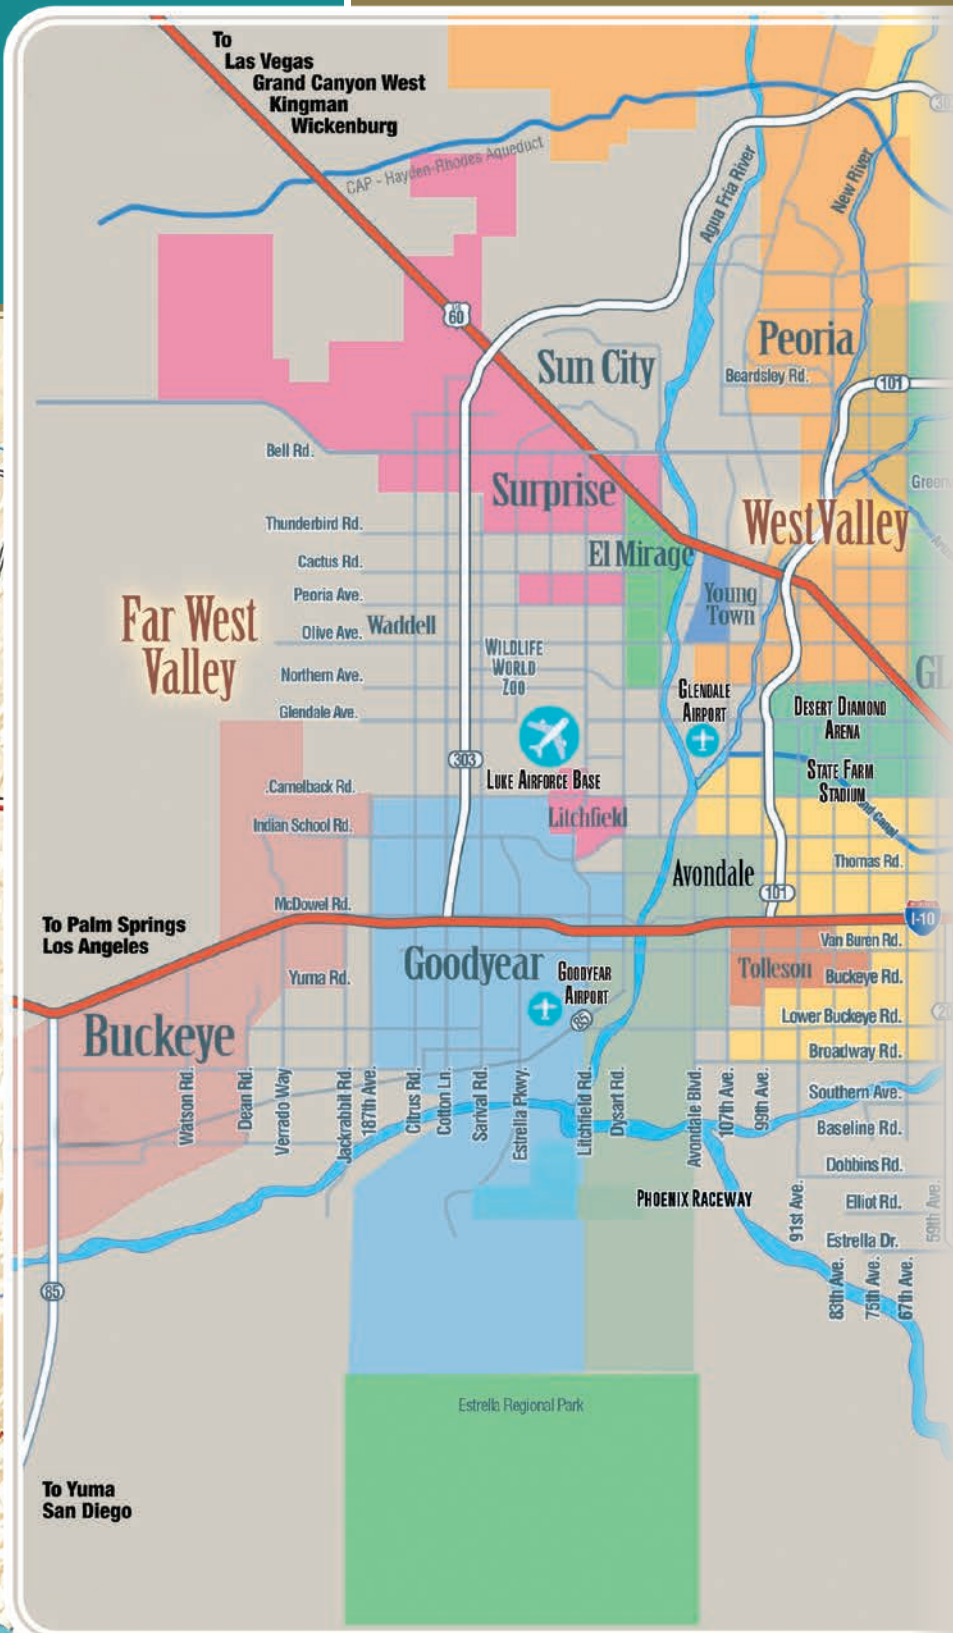 To
Las Vegas
Grand Canyon West
Kingman
Wickenburg
CAP - Hayden-Rhodes Aqueduct
Agua Fria River
New River
US
60
Sun City
Peoria
Beardsley Rd.
101
Bell Rd.
Surprise
Thunderbird Rd.
West Valley
Cactus Rd.
El Mirage
Peoria Ave.
Young
Town
Far West
Valley
Olive Ave.
Waddell
WILDLIFE
WORLD
ZOO
Northern Ave.
GLENDALE
AIRPORT
Glendale Ave.
DESERT DIAMOND
ARENA
303
LUKE AIRFORCE BASE
STATE FARM
STADIUM
Camelback Rd.
Indian School Rd.
Litchfield
Thomas Rd.
Avondale
101
McDowel Rd.
I-10
To Palm Springs
Los Angeles
Van Buren Rd.
Goodyear
GOODYEAR
AIRPORT
Tolleson
Buckeye Rd.
Yuma Rd.
85
Lower Buckeye Rd.
Buckeye
Broadway Rd.
Watson Rd.
Dean Rd.
Verrado Way
Jackrabbit Rd.
187th Ave.
Citrus Rd.
Cotton Ln.
Sarival Rd.
Estrella Pkwy.
Litchfield Rd.
Dysart Rd.
Avondale Blvd.
107th Ave.
99th Ave.
Southern Ave.
Baseline Rd.
Dobbins Rd.
PHOENIX RACEWAY
91st Ave.
Elliot Rd.
59th Ave.
Estrella Dr.
83th Ave.
75th Ave.
67th Ave.
85
Estrella Regional Park
To Yuma
San Diego